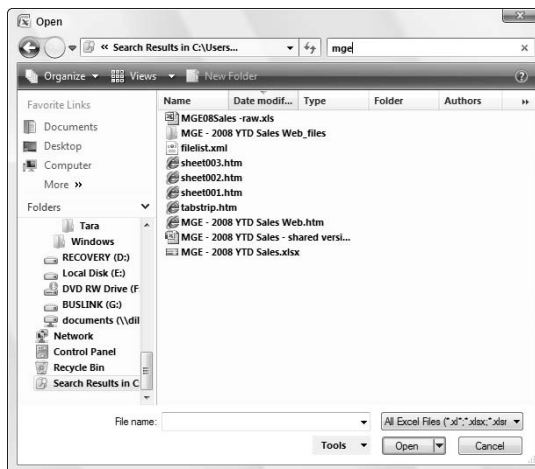 Open
« Search Results in C:\Users...
mge
Organize
Views
New Folder
Favorite Links
Documents
Desktop
Computer
More »
Folders
Tara
Windows
RECOVERY (D:)
Local Disk (E:)
DVD RW Drive (F
BUSLINK (G:)
documents (\\dil
Network
Control Panel
Recycle Bin
Search Results in C
Name Date modif... Type Folder Authors »
MGE08Sales -raw.xls
MGE - 2008 YTD Sales Web_files
filelist.xml
sheet003.htm
sheet002.htm
sheet001.htm
tabstrip.htm
MGE - 2008 YTD Sales Web.htm
MGE - 2008 YTD Sales - shared versi...
MGE - 2008 YTD Sales.xlsx
File name:
All Excel Files (*.xl*;*.xlsx;*.xlsr
Tools Open Cancel